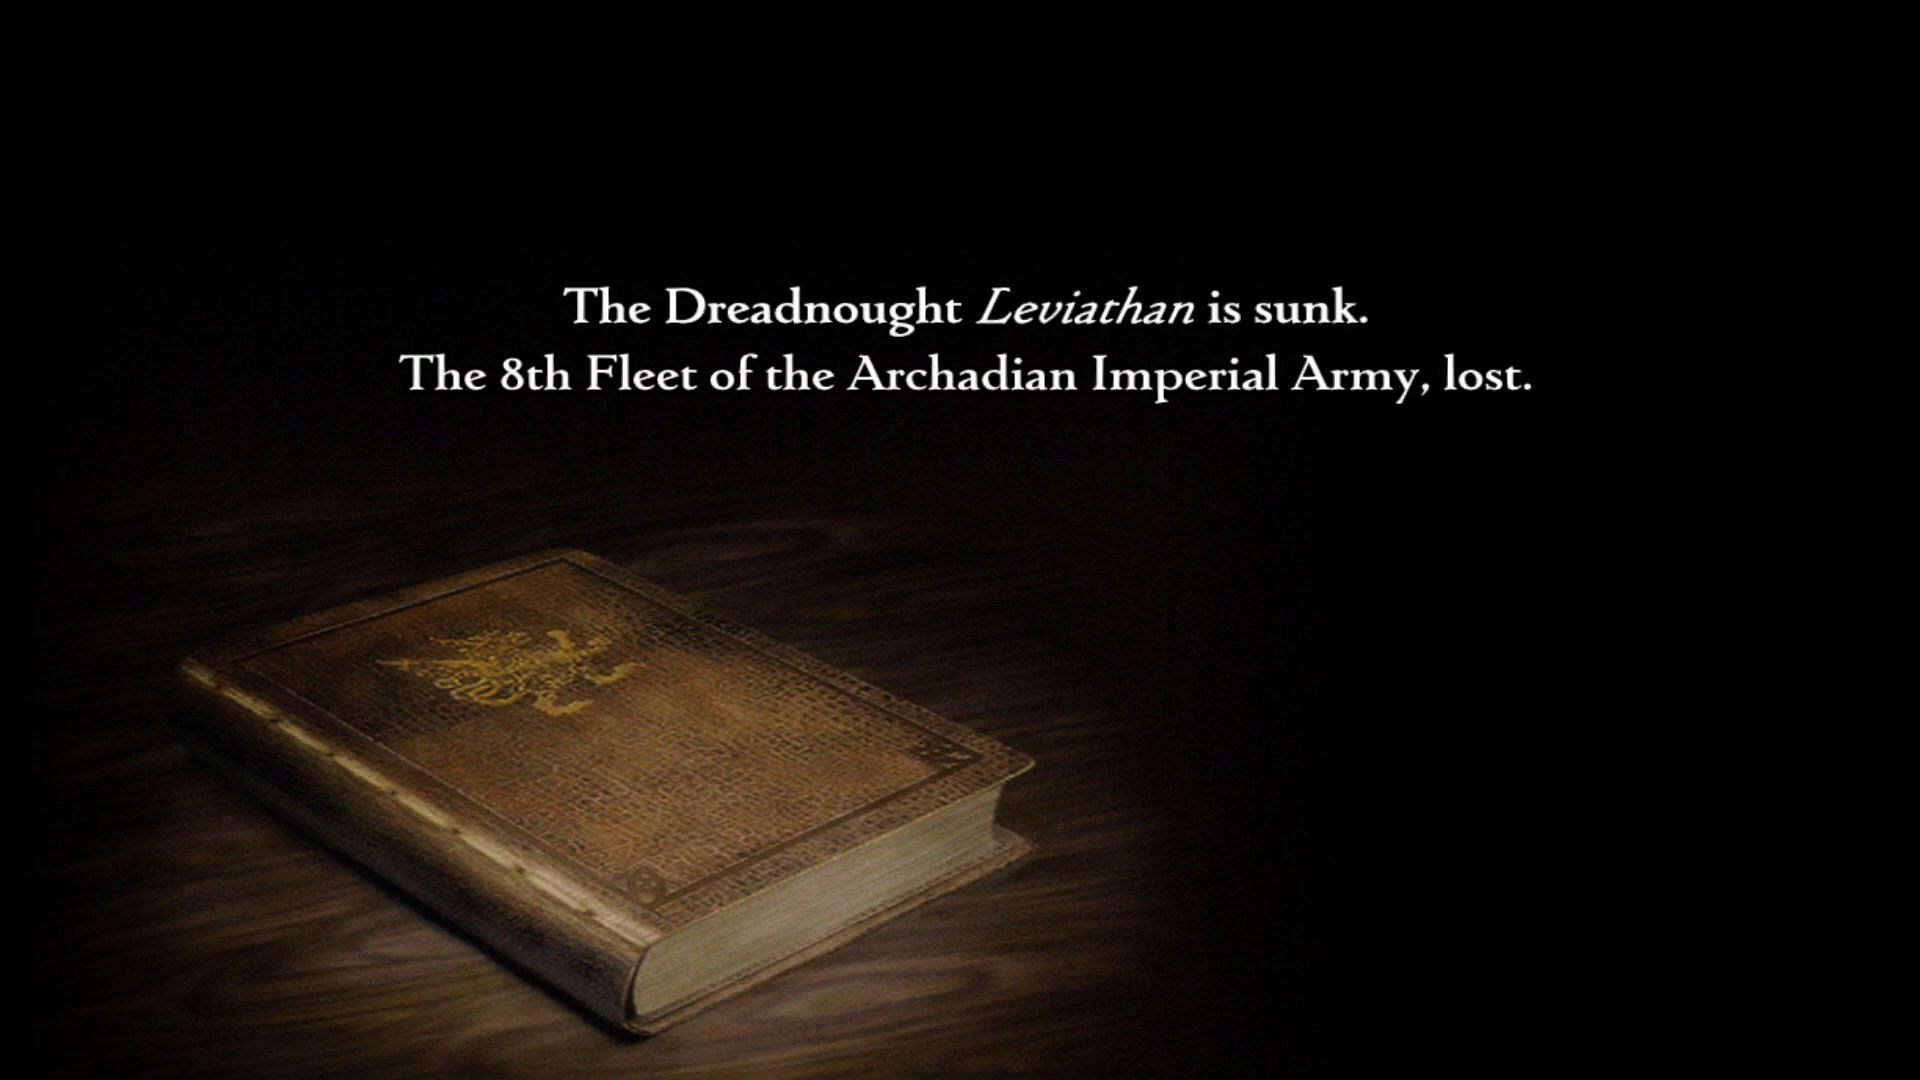 The Dreadnought Leviathan is sunk.
The 8th Fleet of the Archadian Imperial Army, lost.